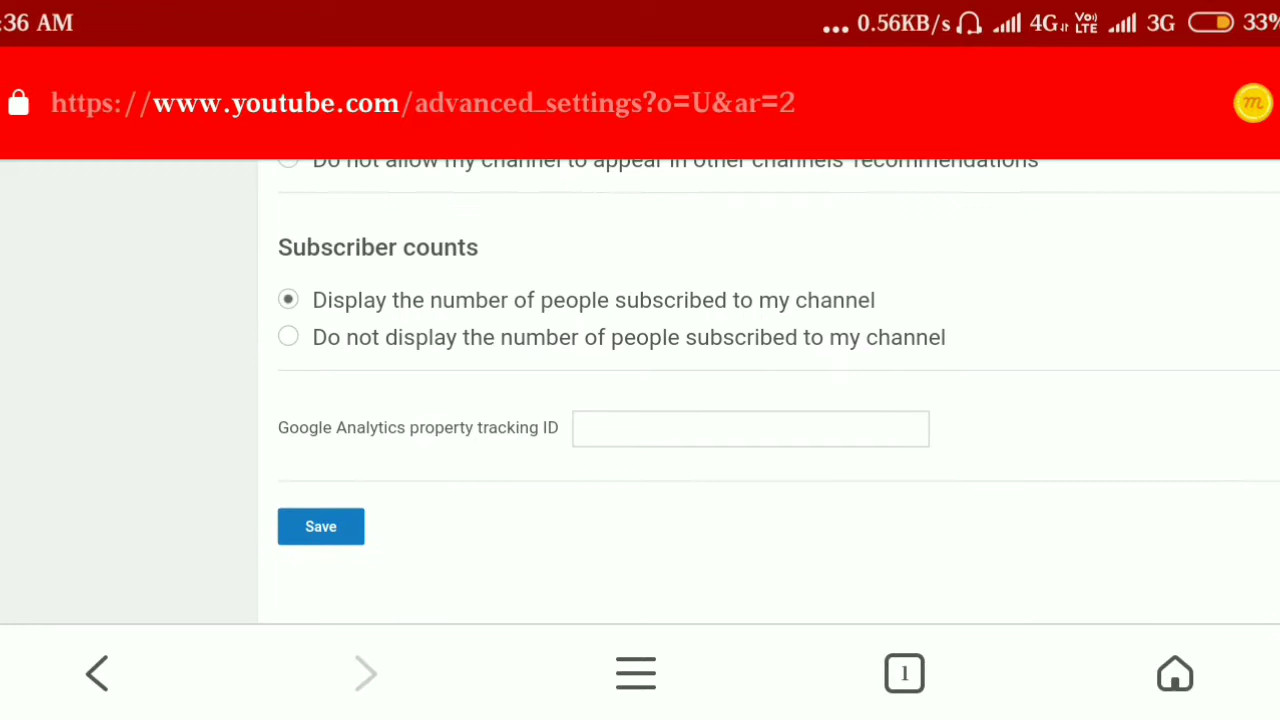 :36 AM
... 0.56KB/s 4G Vo)) LTE 3G 33%
https://www.youtube.com/advanced_settings?o=U&ar=2
m
Do not allow my channel to appear in other channels' recommendations
Subscriber counts
Display the number of people subscribed to my channel
Do not display the number of people subscribed to my channel
Google Analytics property tracking ID
Save
1